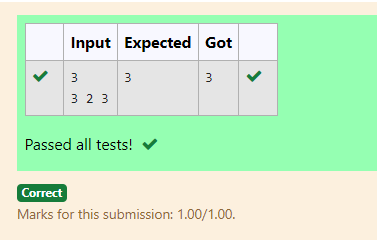 Input Expected Got
3 3 3
3 2 3
Passed all tests!
Correct
Marks for this submission: 1.00/1.00.